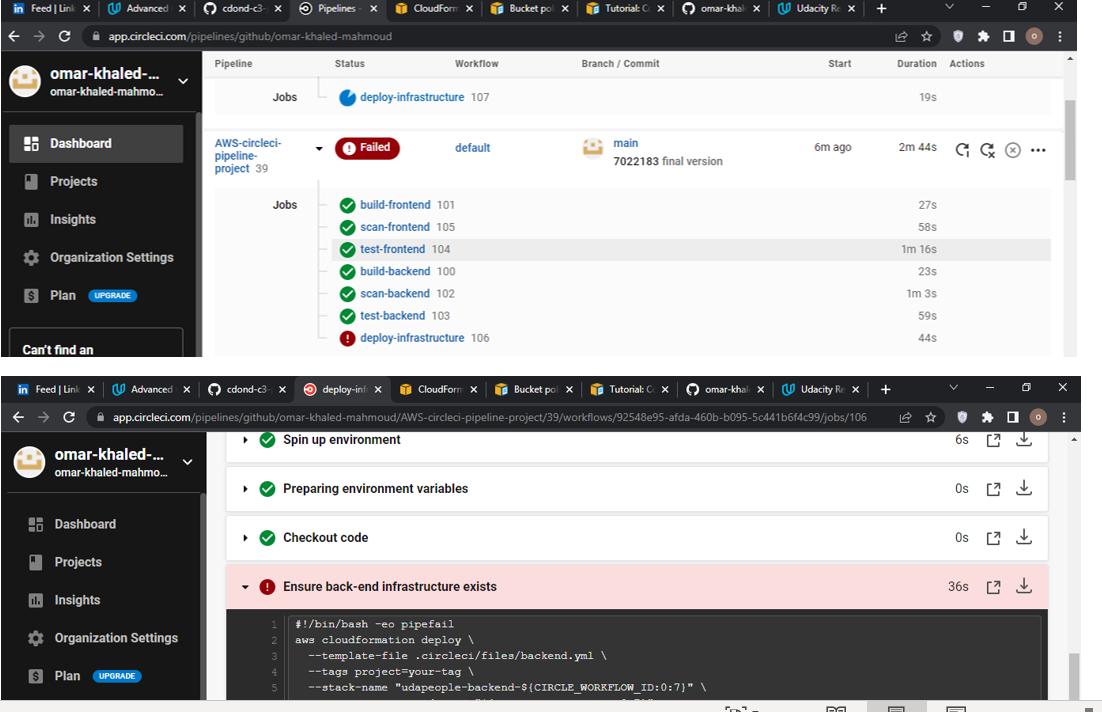 Feed | Link
Advanced
cdond-c3-
Pipelines -
CloudForm
Bucket pol
Tutorial: C
omar-khal
Udacity Re
app.circleci.com/pipelines/github/omar-khaled-mahmoud
omar-khaled-...
omar-khaled-mahmo...
Dashboard
Projects
Insights
Organization Settings
Plan UPGRADE
Can't find an
Pipeline Status Workflow Branch / Commit Start Duration Actions
Jobs deploy-infrastructure 107 19s
AWS-circleci-
pipeline-
project 39
Failed default main 6m ago 2m 44s
7022183 final version
Jobs build-frontend 101 27s
scan-frontend 105 58s
test-frontend 104 1m 16s
build-backend 100 23s
scan-backend 102 1m 3s
test-backend 103 59s
deploy-infrastructure 106 44s
Feed | Link
Advanced
cdond-c3-
deploy-inf
CloudForm
Bucket pol
Tutorial: C
omar-khal
Udacity Re
app.circleci.com/pipelines/github/omar-khaled-mahmoud/AWS-circleci-pipeline-project/39/workflows/92548e95-afda-460b-b095-5c441b6f4c99/jobs/106
omar-khaled-...
omar-khaled-mahmo...
Dashboard
Projects
Insights
Organization Settings
Plan UPGRADE
Spin up environment 6s
Preparing environment variables 0s
Checkout code 0s
Ensure back-end infrastructure exists 36s
1 #!/bin/bash -eo pipefail
2 aws cloudformation deploy \
3 --template-file .circleci/files/backend.yml \
4 --tags project=your-tag \
5 --stack-name "udapeople-backend-${CIRCLE_WORKFLOW_ID:0:7}" \